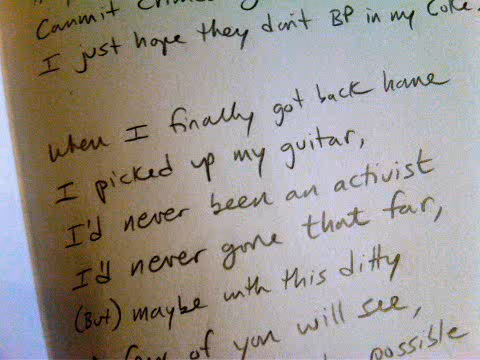 Commit crimes
I just hope they don't BP in my Coke.
When I finally got back home
I picked up my guitar,
I'd never been an activist
I'd never gone that far,
(But) maybe with this ditty
few of you will see,
possible